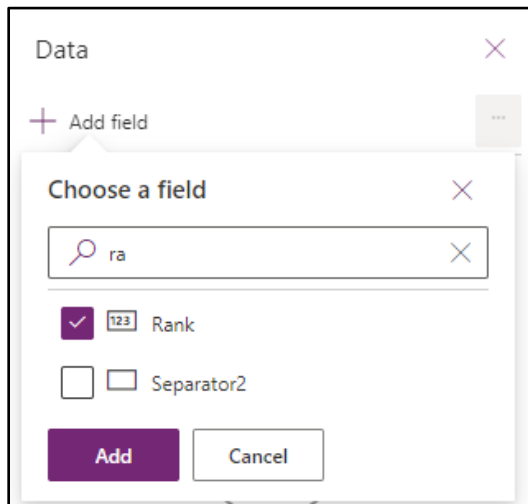 Data
Add field
...
Choose a field
ra
123 Rank
Separator2
Add Cancel